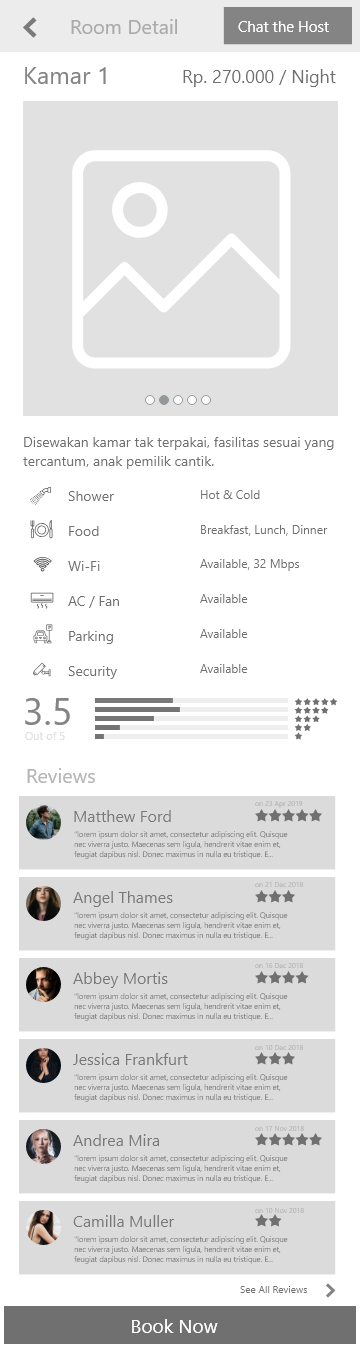 Room Detail
Chat the Host
Kamar 1
Rp. 270.000 / Night
Disewakan kamar tak terpakai, fasilitas sesuai yang
tercantum, anak pemilik cantik.
Shower
Hot & Cold
Food
Breakfast, Lunch, Dinner
Wi-Fi
Available, 32 Mbps
AC / Fan
Available
Parking
Available
Security
Available
3.5
Out of 5
Reviews
on 23 Apr 2019
Matthew Ford
"lorem ipsum dolor sit amet, consectetur adipiscing elit. Quisque
nec viverra justo. Maecenas sem ligula, hendrerit vitae enim et,
feugiat dapibus nisl. Donec maximus in nulla eu tristique. E...
on 21 Dec 2018
Angel Thames
"lorem ipsum dolor sit amet, consectetur adipiscing elit. Quisque
nec viverra justo. Maecenas sem ligula, hendrerit vitae enim et,
feugiat dapibus nisl. Donec maximus in nulla eu tristique. E...
on 16 Dec 2018
Abbey Mortis
"lorem ipsum dolor sit amet, consectetur adipiscing elit. Quisque
nec viverra justo. Maecenas sem ligula, hendrerit vitae enim et,
feugiat dapibus nisl. Donec maximus in nulla eu tristique. E...
on 10 Dec 2018
Jessica Frankfurt
"lorem ipsum dolor sit amet, consectetur adipiscing elit. Quisque
nec viverra justo. Maecenas sem ligula, hendrerit vitae enim et,
feugiat dapibus nisl. Donec maximus in nulla eu tristique. E...
on 17 Nov 2018
Andrea Mira
"lorem ipsum dolor sit amet, consectetur adipiscing elit. Quisque
nec viverra justo. Maecenas sem ligula, hendrerit vitae enim et,
feugiat dapibus nisl. Donec maximus in nulla eu tristique. E...
on 10 Nov 2018
Camilla Muller
"lorem ipsum dolor sit amet, consectetur adipiscing elit. Quisque
nec viverra justo. Maecenas sem ligula, hendrerit vitae enim et,
feugiat dapibus nisl. Donec maximus in nulla eu tristique. E...
See All Reviews
Book Now